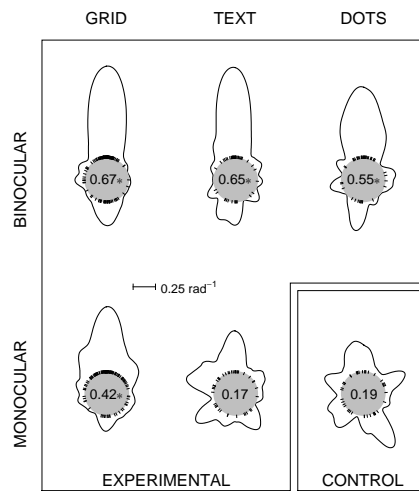 GRID TEXT DOTS
BINOCULAR
0.67* 0.65* 0.55*
0.25 rad⁻¹
MONOCULAR
0.42* 0.17 0.19
EXPERIMENTAL CONTROL